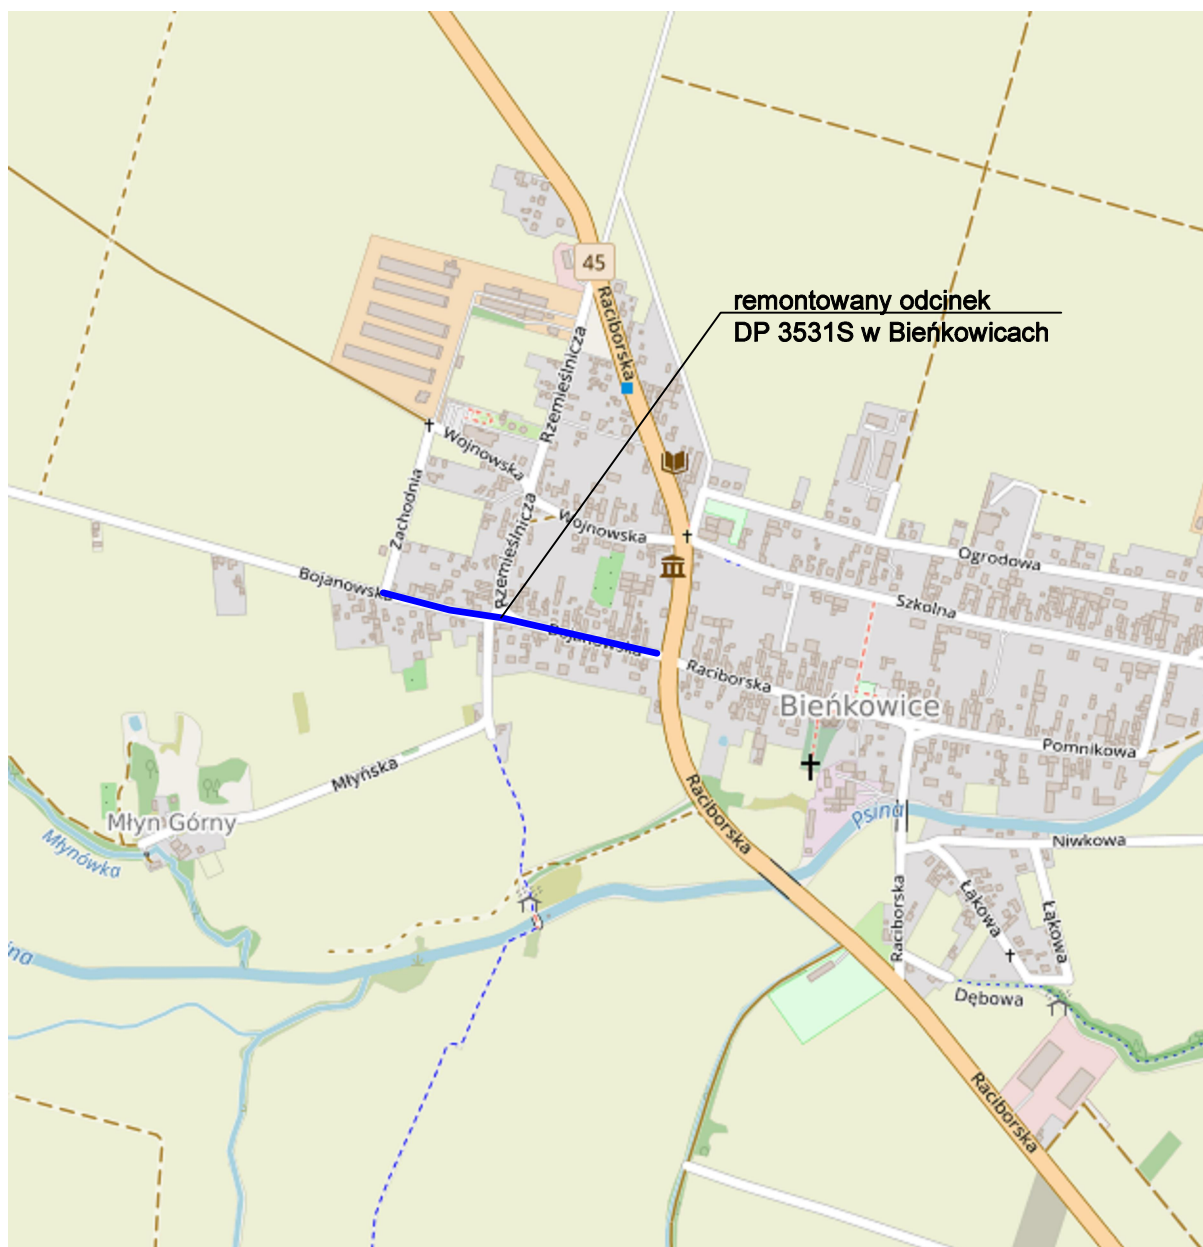 45
Raciborska
remontowany odcinek
DP 3531S w Bieńkowicach
Rzemieślnicza
Wojnowska
Zachodnia
Rzemieślnicza
Wojnowska
Ogrodowa
Bojanowska
Szkolna
Bojanowska
Raciborska
Bieńkowice
Pomnikowa
Młyńska
Raciborska
Młyn Górny
Psina
Młynówka
Niwkowa
Raciborska
Łąkowa
Łąkowa
ina
Dębowa
Raciborska